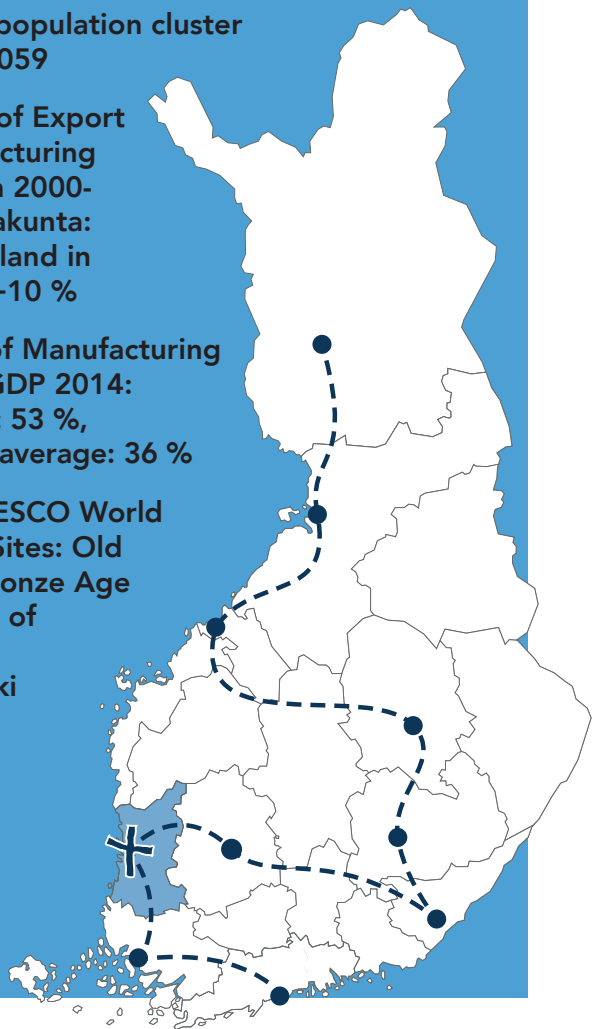 population cluster
059
of Export
cturing
2000-
akunta:
land in
-10 %
of Manufacturing
GDP 2014:
: 53 %,
average: 36 %
ESCO World
Sites: Old
onze Age
of
ki